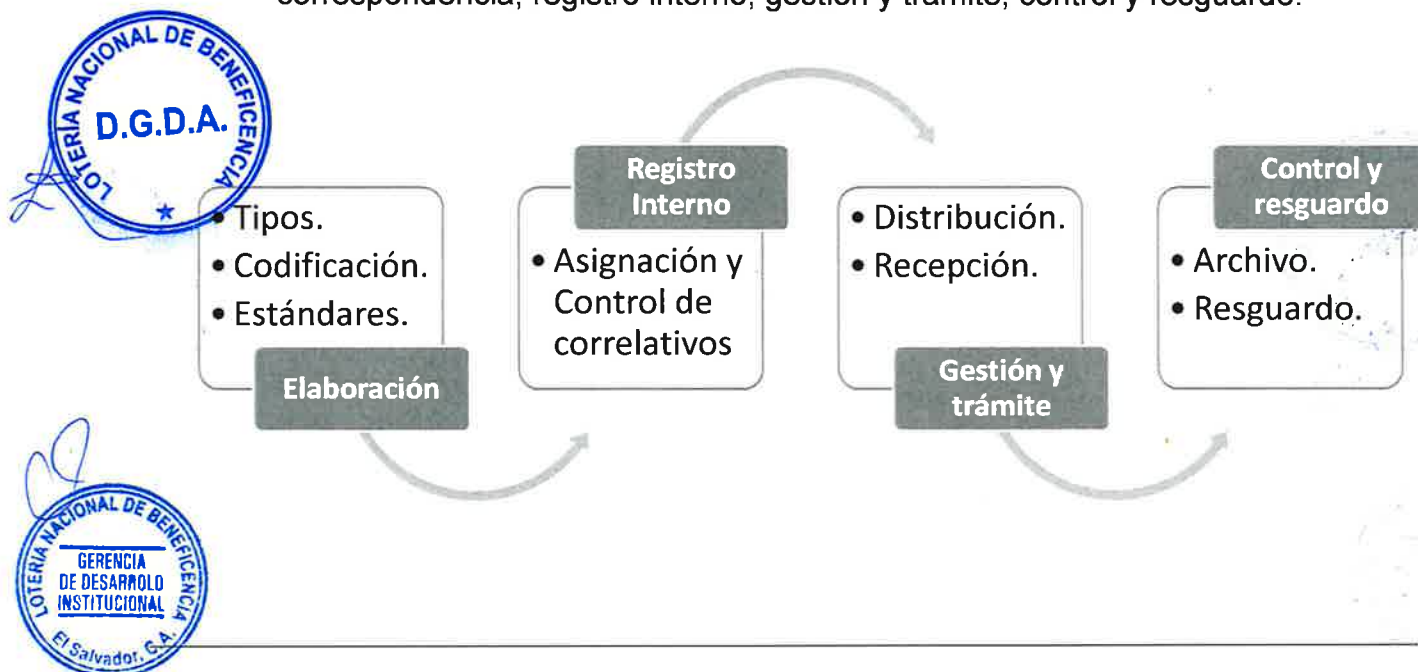 correspondencia, registro interno, gestión y trámite, control y resguardo.
LOTERÍA NACIONAL DE BENEFICENCIA
D.G.D.A.
• Tipos.
• Codificación.
• Estándares.
Elaboración
Registro
Interno
• Asignación y
Control de
correlativos
• Distribución.
• Recepción.
Gestión y
trámite
Control y
resguardo
• Archivo.
• Resguardo.
LOTERIA NACIONAL DE BENEFICENCIA
GERENCIA
DE DESARROLO
INSTITUCIONAL
El Salvador, C.A.